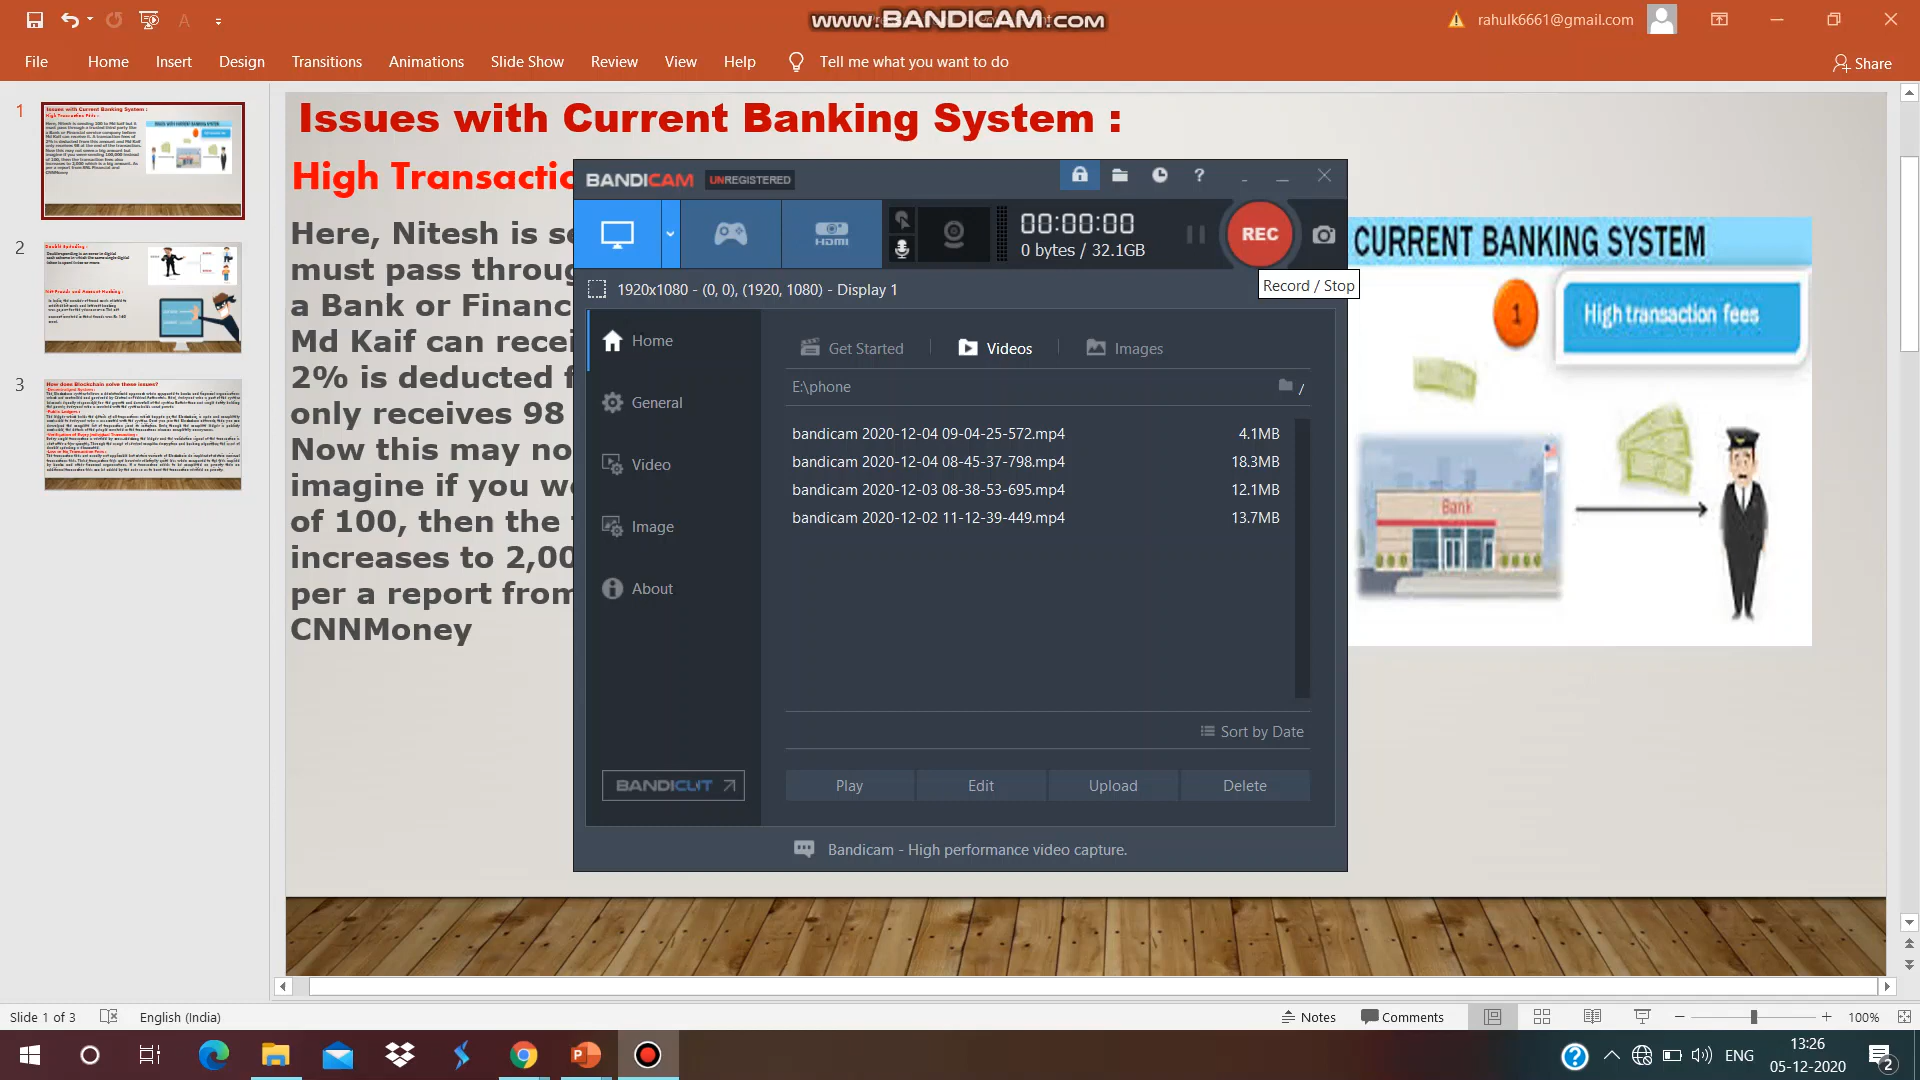 www.BANDICAM.com
rahulk6661@gmail.com
File
Home
Insert
Design
Transitions
Animations
Slide Show
Review
View
Help
Tell me what you want to do
Share
1
2
3
Issues with Current Banking System :
High Transactio
Here, Nitesh is se
must pass throug
a Bank or Financ
Md Kaif can recei
2% is deducted f
only receives 98
Now this may no
imagine if you we
of 100, then the
increases to 2,00
per a report from
CNNMoney
CURRENT BANKING SYSTEM
1
High transaction fees
Bank
BANDICAM
UNREGISTERED
HDMI
00:00:00
0 bytes / 32.1GB
REC
Record / Stop
1920x1080 - (0, 0), (1920, 1080) - Display 1
Home
General
Video
Image
About
BANDICUT
Get Started
Videos
Images
E:\phone
/
bandicam 2020-12-04 09-04-25-572.mp4 4.1MB
bandicam 2020-12-04 08-45-37-798.mp4 18.3MB
bandicam 2020-12-03 08-38-53-695.mp4 12.1MB
bandicam 2020-12-02 11-12-39-449.mp4 13.7MB
Sort by Date
Play
Edit
Upload
Delete
Bandicam - High performance video capture.
Slide 1 of 3
English (India)
Notes
Comments
100%
ENG
13:26
05-12-2020
2